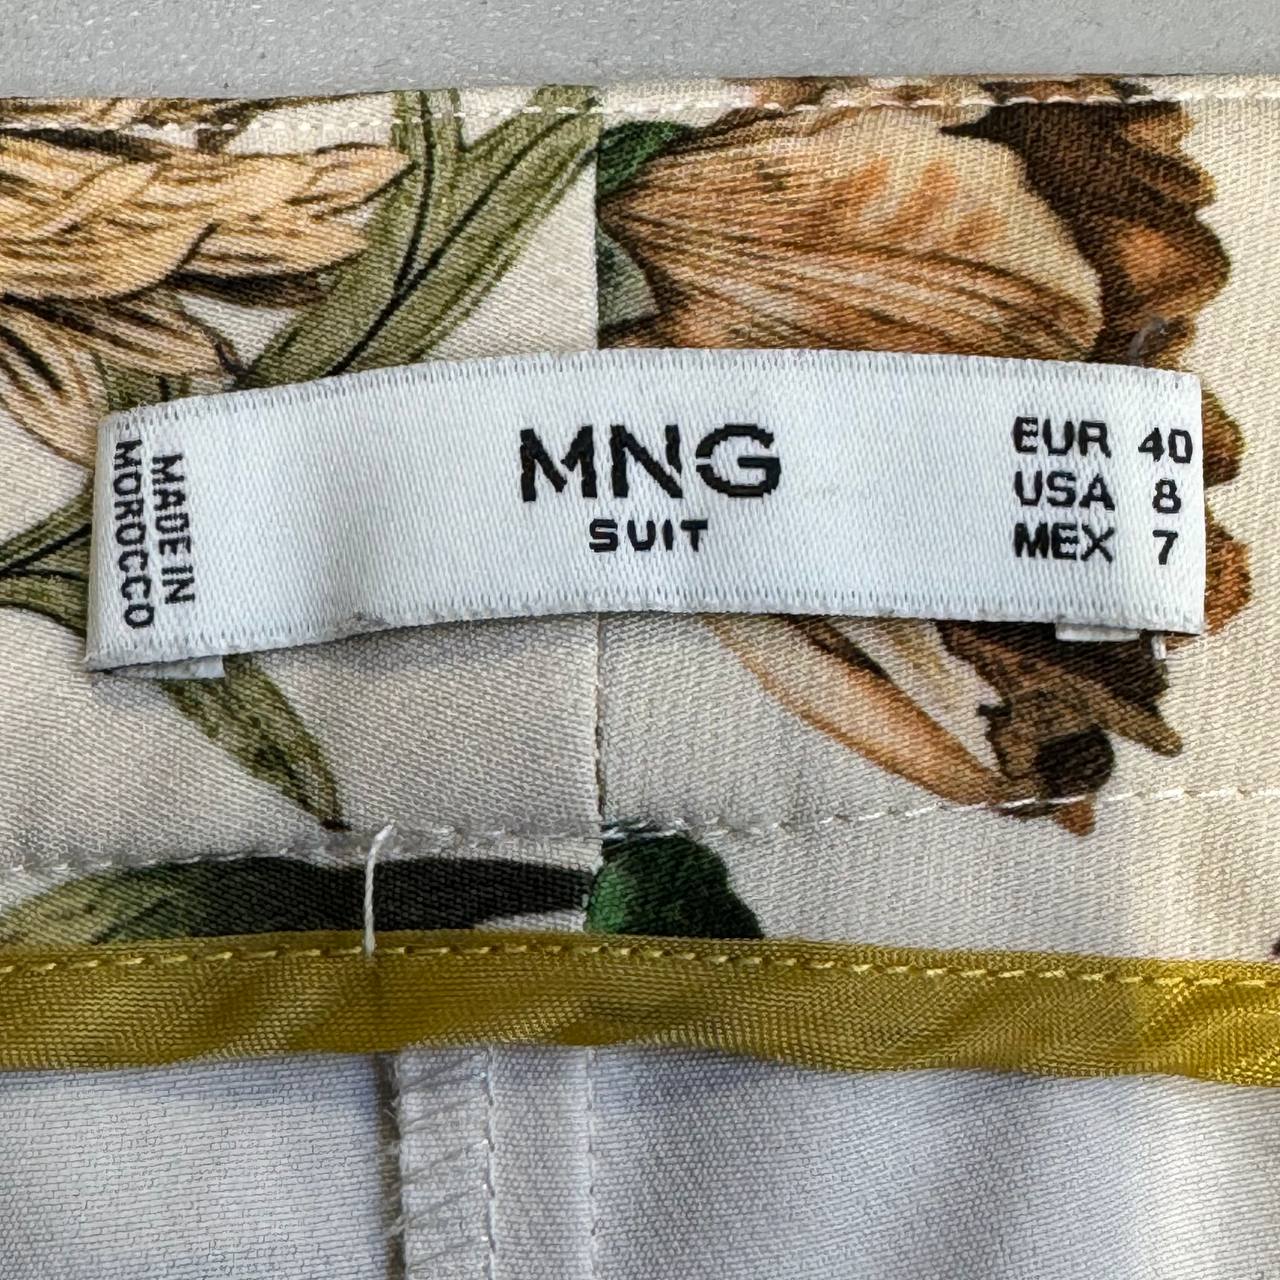 MADE IN
MOROCCO
MNG
SUIT
EUR 40
USA 8
MEX 7